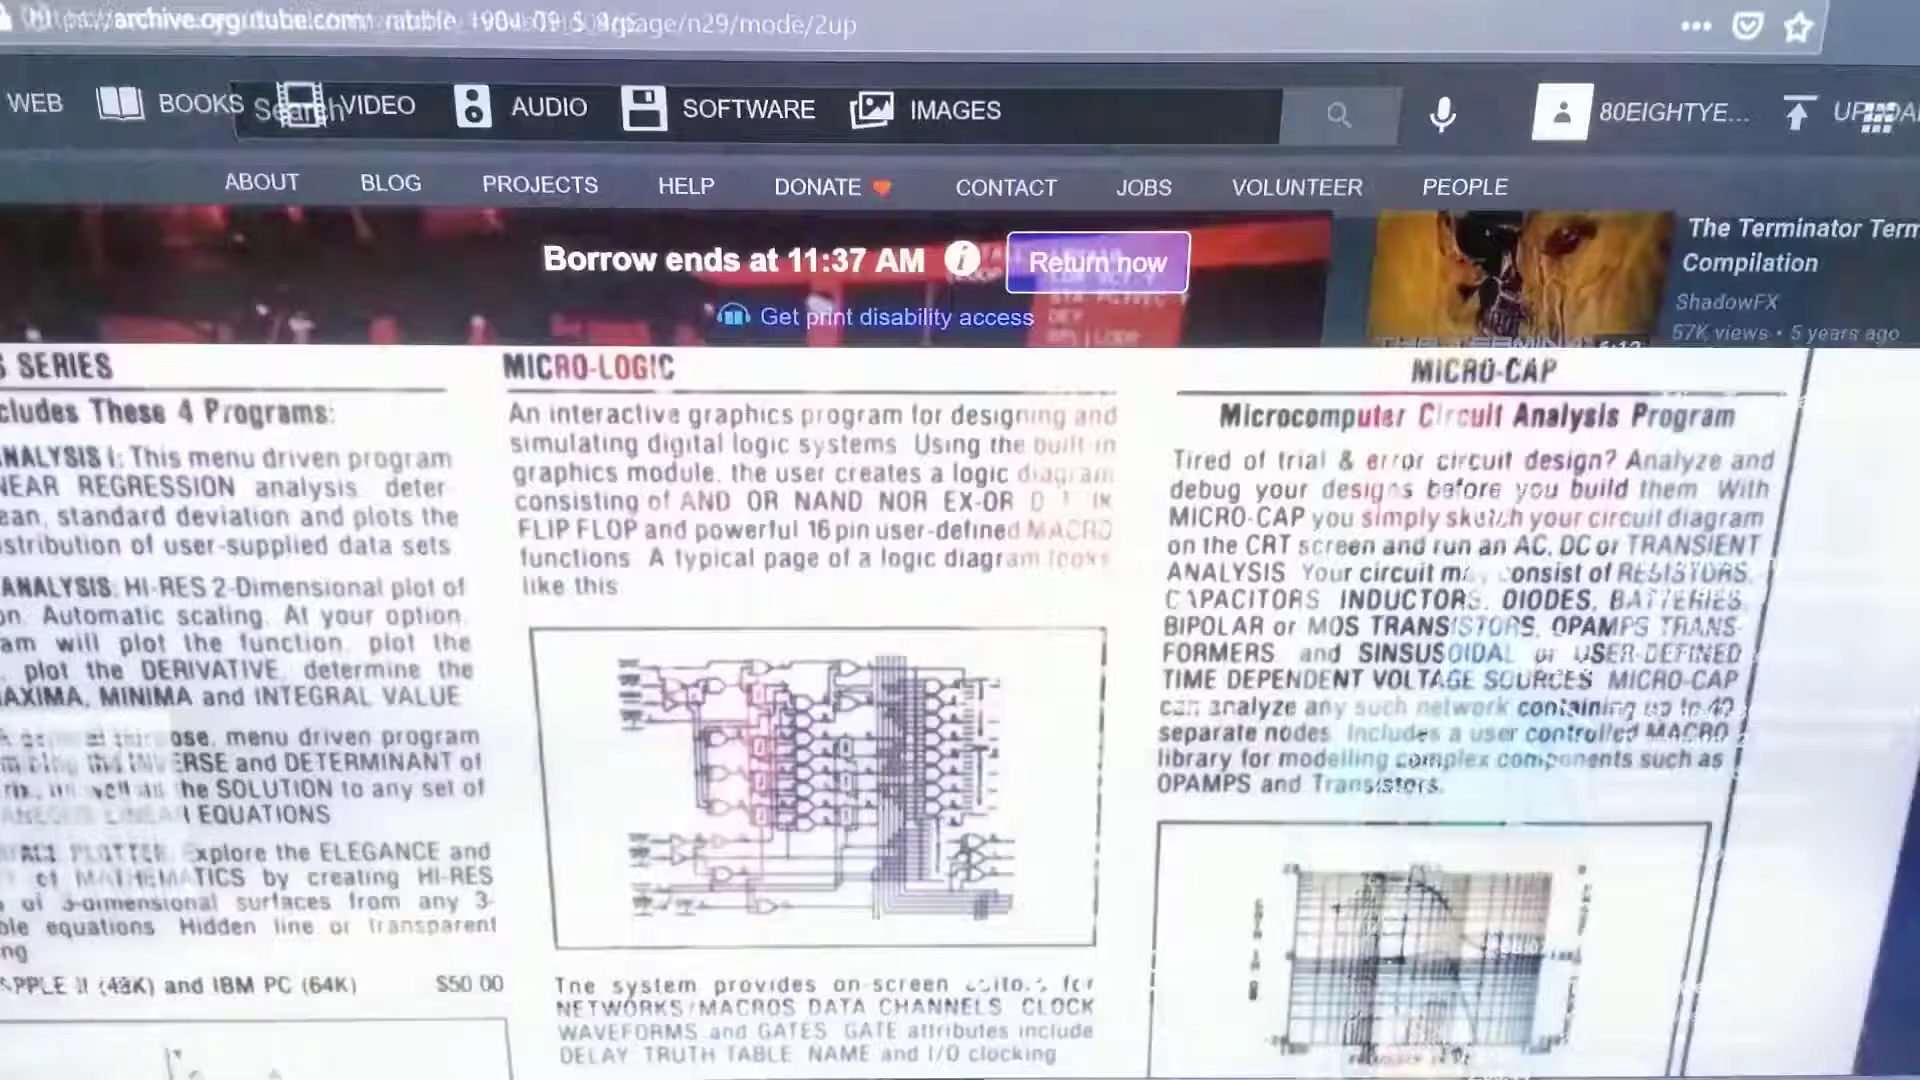 page/n29/mode/2up
WEB BOOKS Search VIDEO AUDIO SOFTWARE IMAGES 80EIGHTYE...
ABOUT BLOG PROJECTS HELP DONATE CONTACT JOBS VOLUNTEER PEOPLE
Borrow ends at 11:37 AM Return now
Get print disability access
The Terminator Term
Compilation
ShadowFX
57K views • 5 years ago
SERIES
cludes These 4 Programs:
NALYSIS I: This menu driven program
NEAR REGRESSION analysis, deter-
ean, standard deviation and plots the
stribution of user-supplied data sets
ANALYSIS: HI-RES 2-Dimensional plot of
on. Automatic scaling. At your option,
am will plot the function, plot the
plot the DERIVATIVE, determine the
AXIMA, MINIMA and INTEGRAL VALUE
ose, menu driven program
ERSE and DETERMINANT of
the SOLUTION to any set of
LINEAR EQUATIONS
PLOTTER: Explore the ELEGANCE and
of MATHEMATICS by creating HI-RES
of 3-dimensional surfaces from any 3-
ble equations Hidden line or transparent
ng
APPLE II (48K) and IBM PC (64K) $50 00
MICRO-LOGIC
An interactive graphics program for designing and
simulating digital logic systems Using the built-in
graphics module, the user creates a logic diagram
consisting of AND OR NAND NOR EX-OR D
FLIP FLOP and powerful 16 pin user-defined MACRO
functions A typical page of a logic diagram looks
like this
The system provides on-screen for
NETWORKS/MACROS DATA CHANNELS CLOCK
WAVEFORMS and GATES GATE attributes include
DELAY TRUTH TABLE NAME and I/O clocking
MICRO-CAP
Microcomputer Circuit Analysis Program
Tired of trial & error circuit design? Analyze and
debug your designs before you build them With
MICRO-CAP you simply sketch your circuit diagram
on the CRT screen and run an AC, DC or TRANSIENT
ANALYSIS Your circuit may consist of RESISTORS,
CAPACITORS INDUCTORS, DIODES, BATTERIES,
BIPOLAR or MOS TRANSISTORS, OPAMPS TRANS-
FORMERS and SINSUSOIDAL or USER-DEFINED
TIME DEPENDENT VOLTAGE SOURCES MICRO-CAP
can analyze any such network containing up to 40
separate nodes Includes a user controlled MACRO
library for modelling complex components such as
OPAMPS and Transistors.